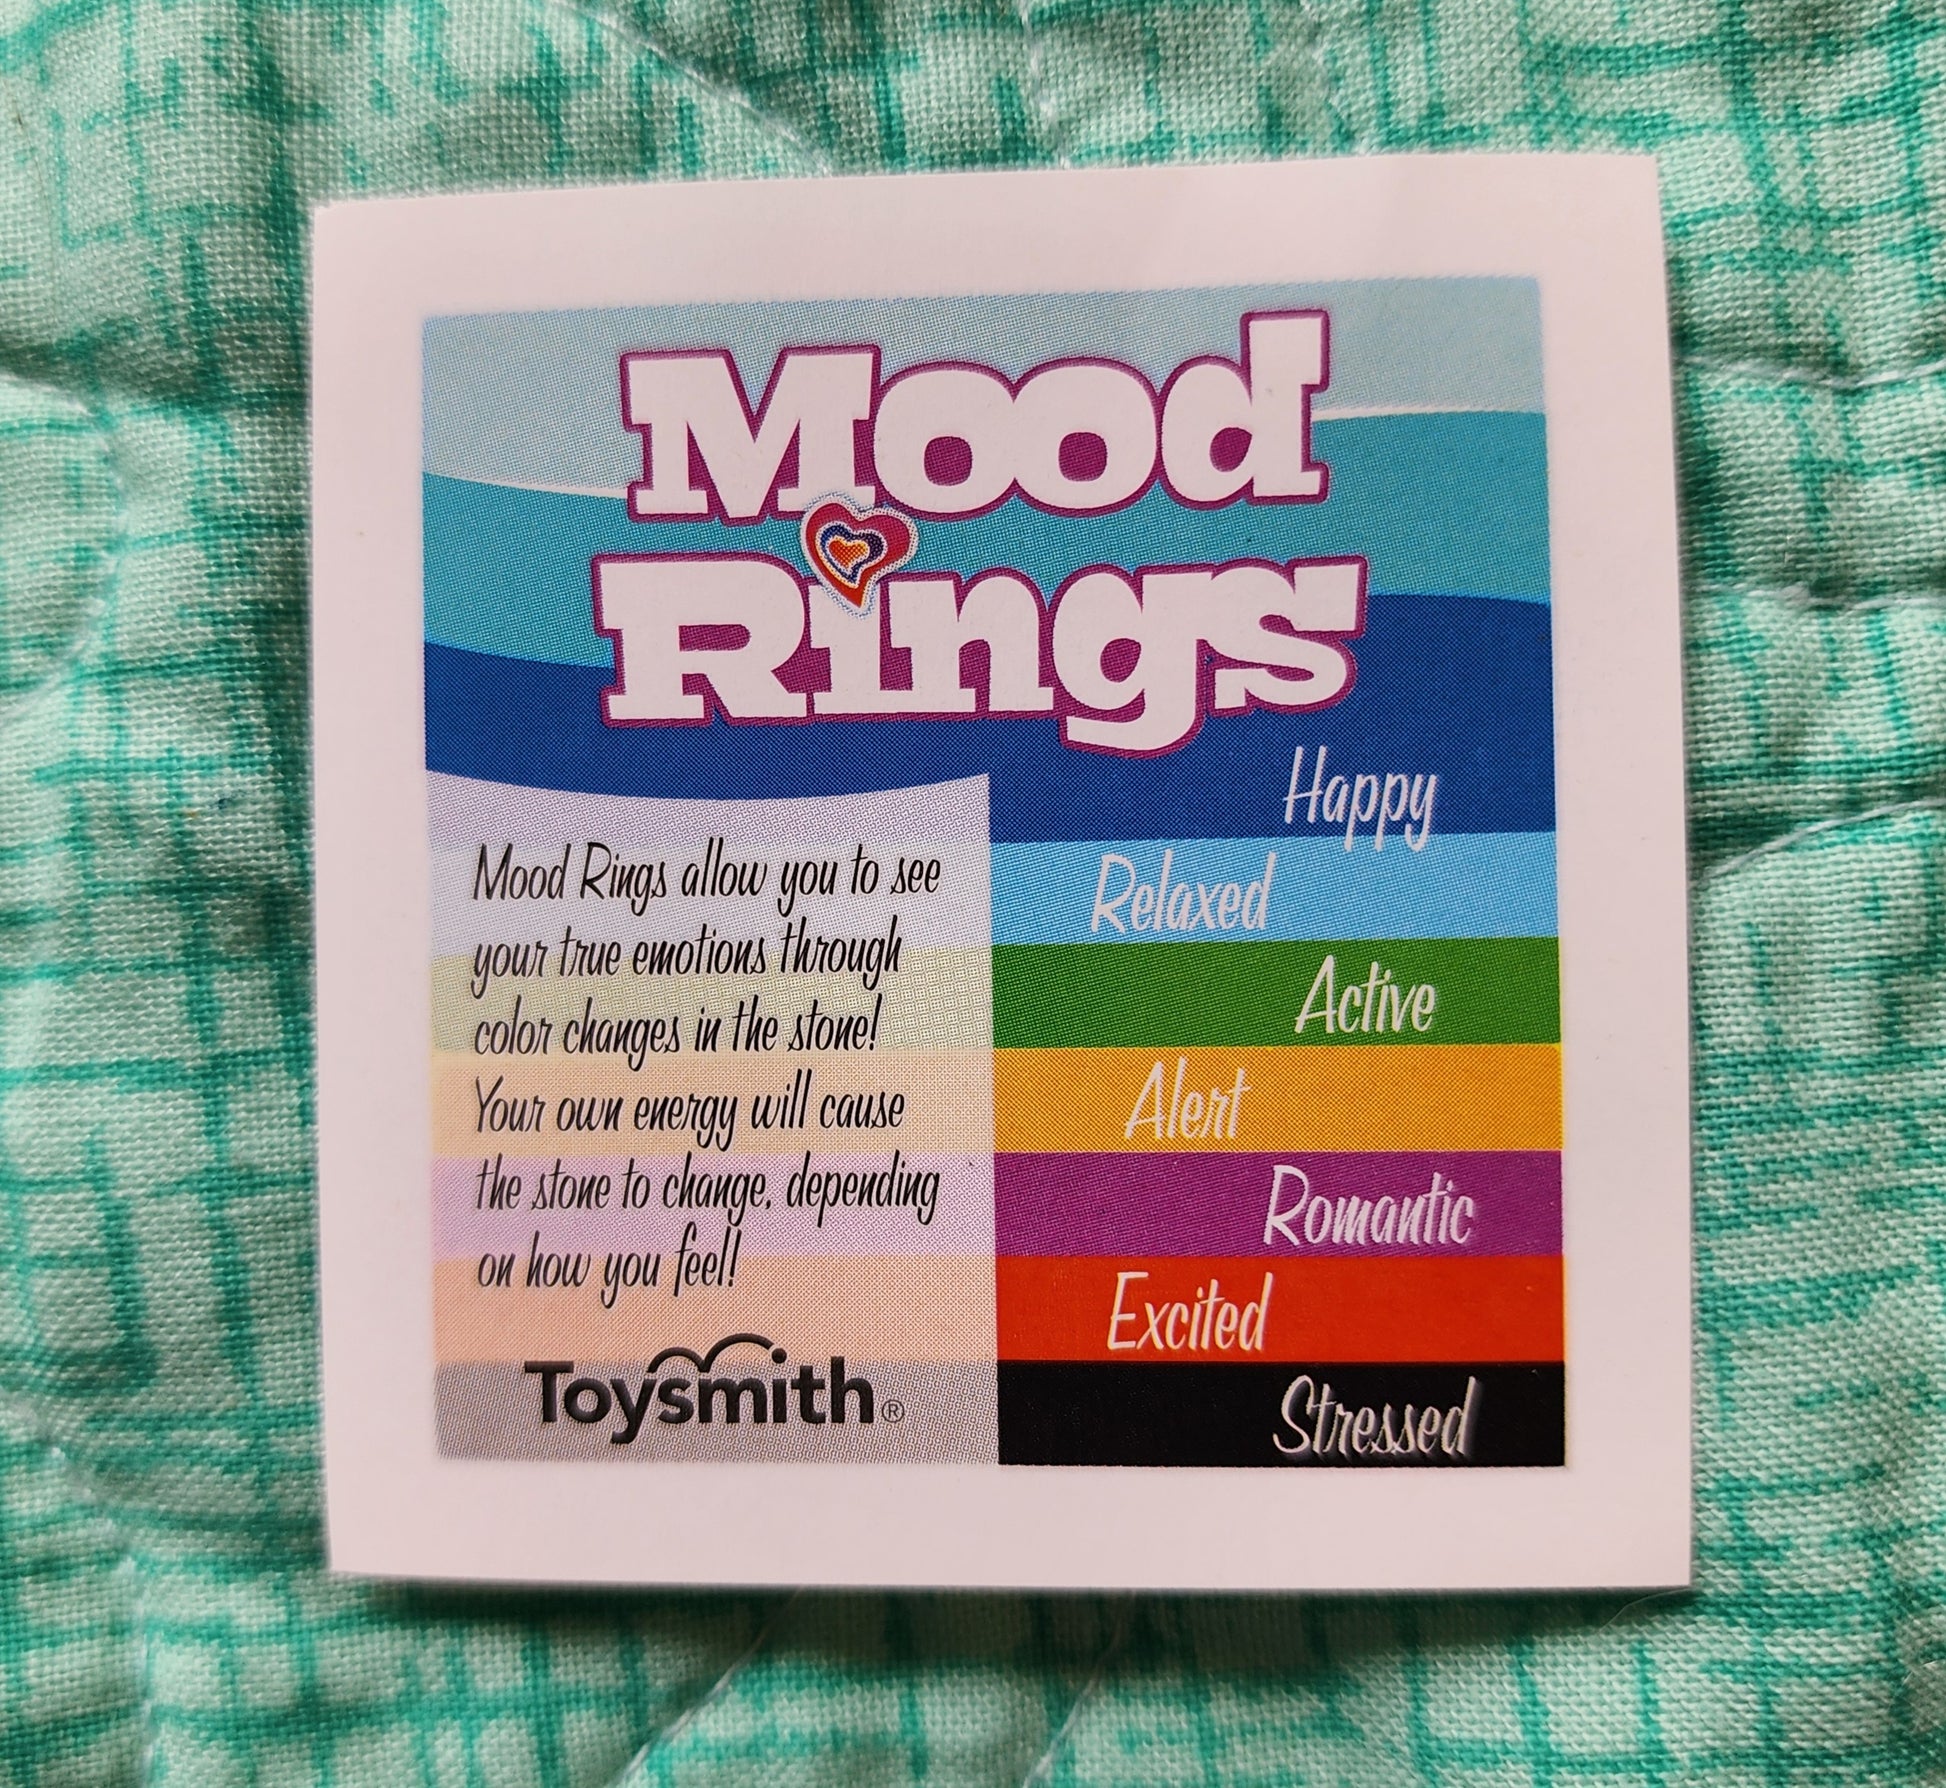 Mood
Rings
Mood Rings allow you to see
your true emotions through
color changes in the stone!
Your own energy will cause
the stone to change, depending
on how you feel!
Toysmith®
Happy
Relaxed
Active
Alert
Romantic
Excited
Stressed